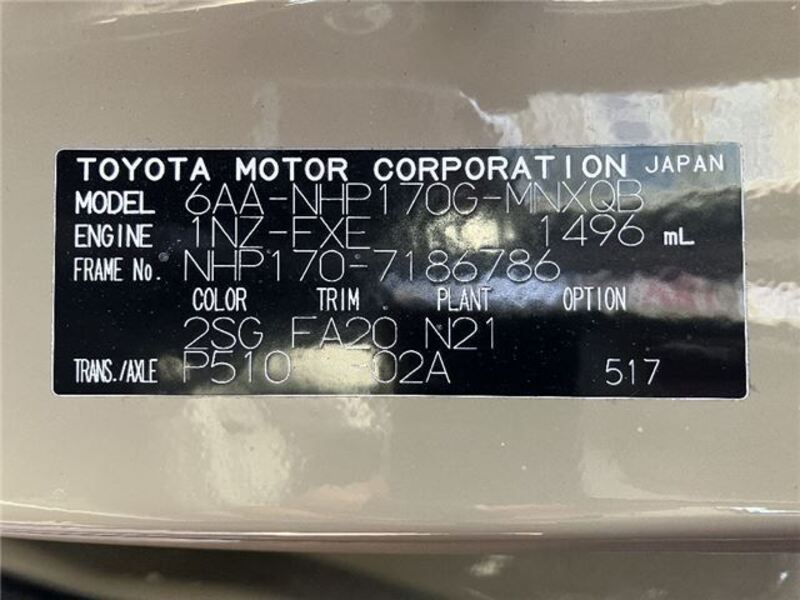 TOYOTA MOTOR CORPORATION JAPAN
MODEL 6AA-NHP170G-MNXQB
ENGINE 1NZ-FXE 1496 mL
FRAME No. NHP170-7186786
COLOR TRIM PLANT OPTION
2SG FA20 N21
TRANS./AXLE P510 -02A 517